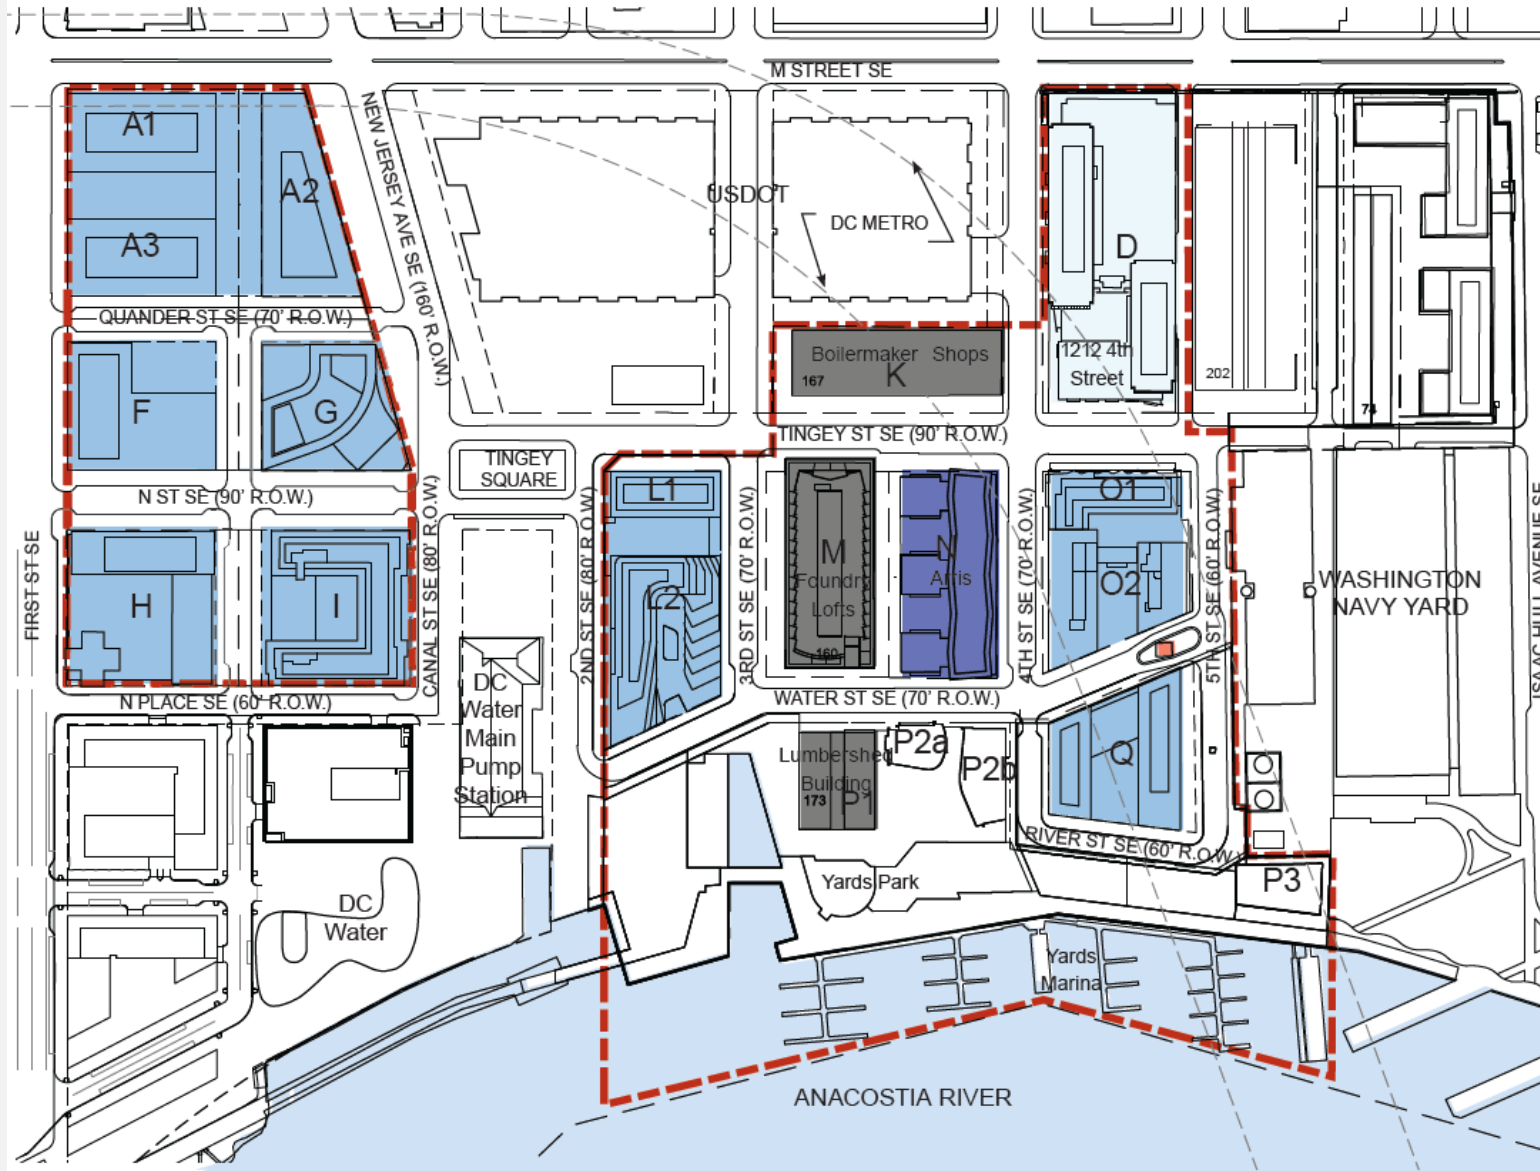 M STREET SE
A1
A2
A3
NEW JERSEY AVE SE (160' R.O.W.)
USDOT
DC METRO
D
1212 4th
Street
202
74
QUANDER ST SE (70' R.O.W.)
F
G
Boilermaker Shops
167
K
TINGEY ST SE (90' R.O.W.)
TINGEY
SQUARE
N ST SE (90' R.O.W.)
FIRST ST SE
H
I
CANAL ST SE (80' R.O.W.)
2ND ST SE (80' R.O.W.)
L1
L2
3RD ST SE (70' R.O.W.)
M
Foundry
Lofts
160
N
Arris
4TH ST SE (70' R.O.W.)
O1
O2
5TH ST SE (60' R.O.W.)
WASHINGTON
NAVY YARD
ISAAC HULL AVENUE SE
N PLACE SE (60' R.O.W.)
WATER ST SE (70' R.O.W.)
DC
Water
Main
Pump
Station
Lumbershed
Building
173
P1
P2a
P2b
Q
RIVER ST SE (60' R.O.W.)
P3
Yards Park
DC
Water
Yards
Marina
ANACOSTIA RIVER